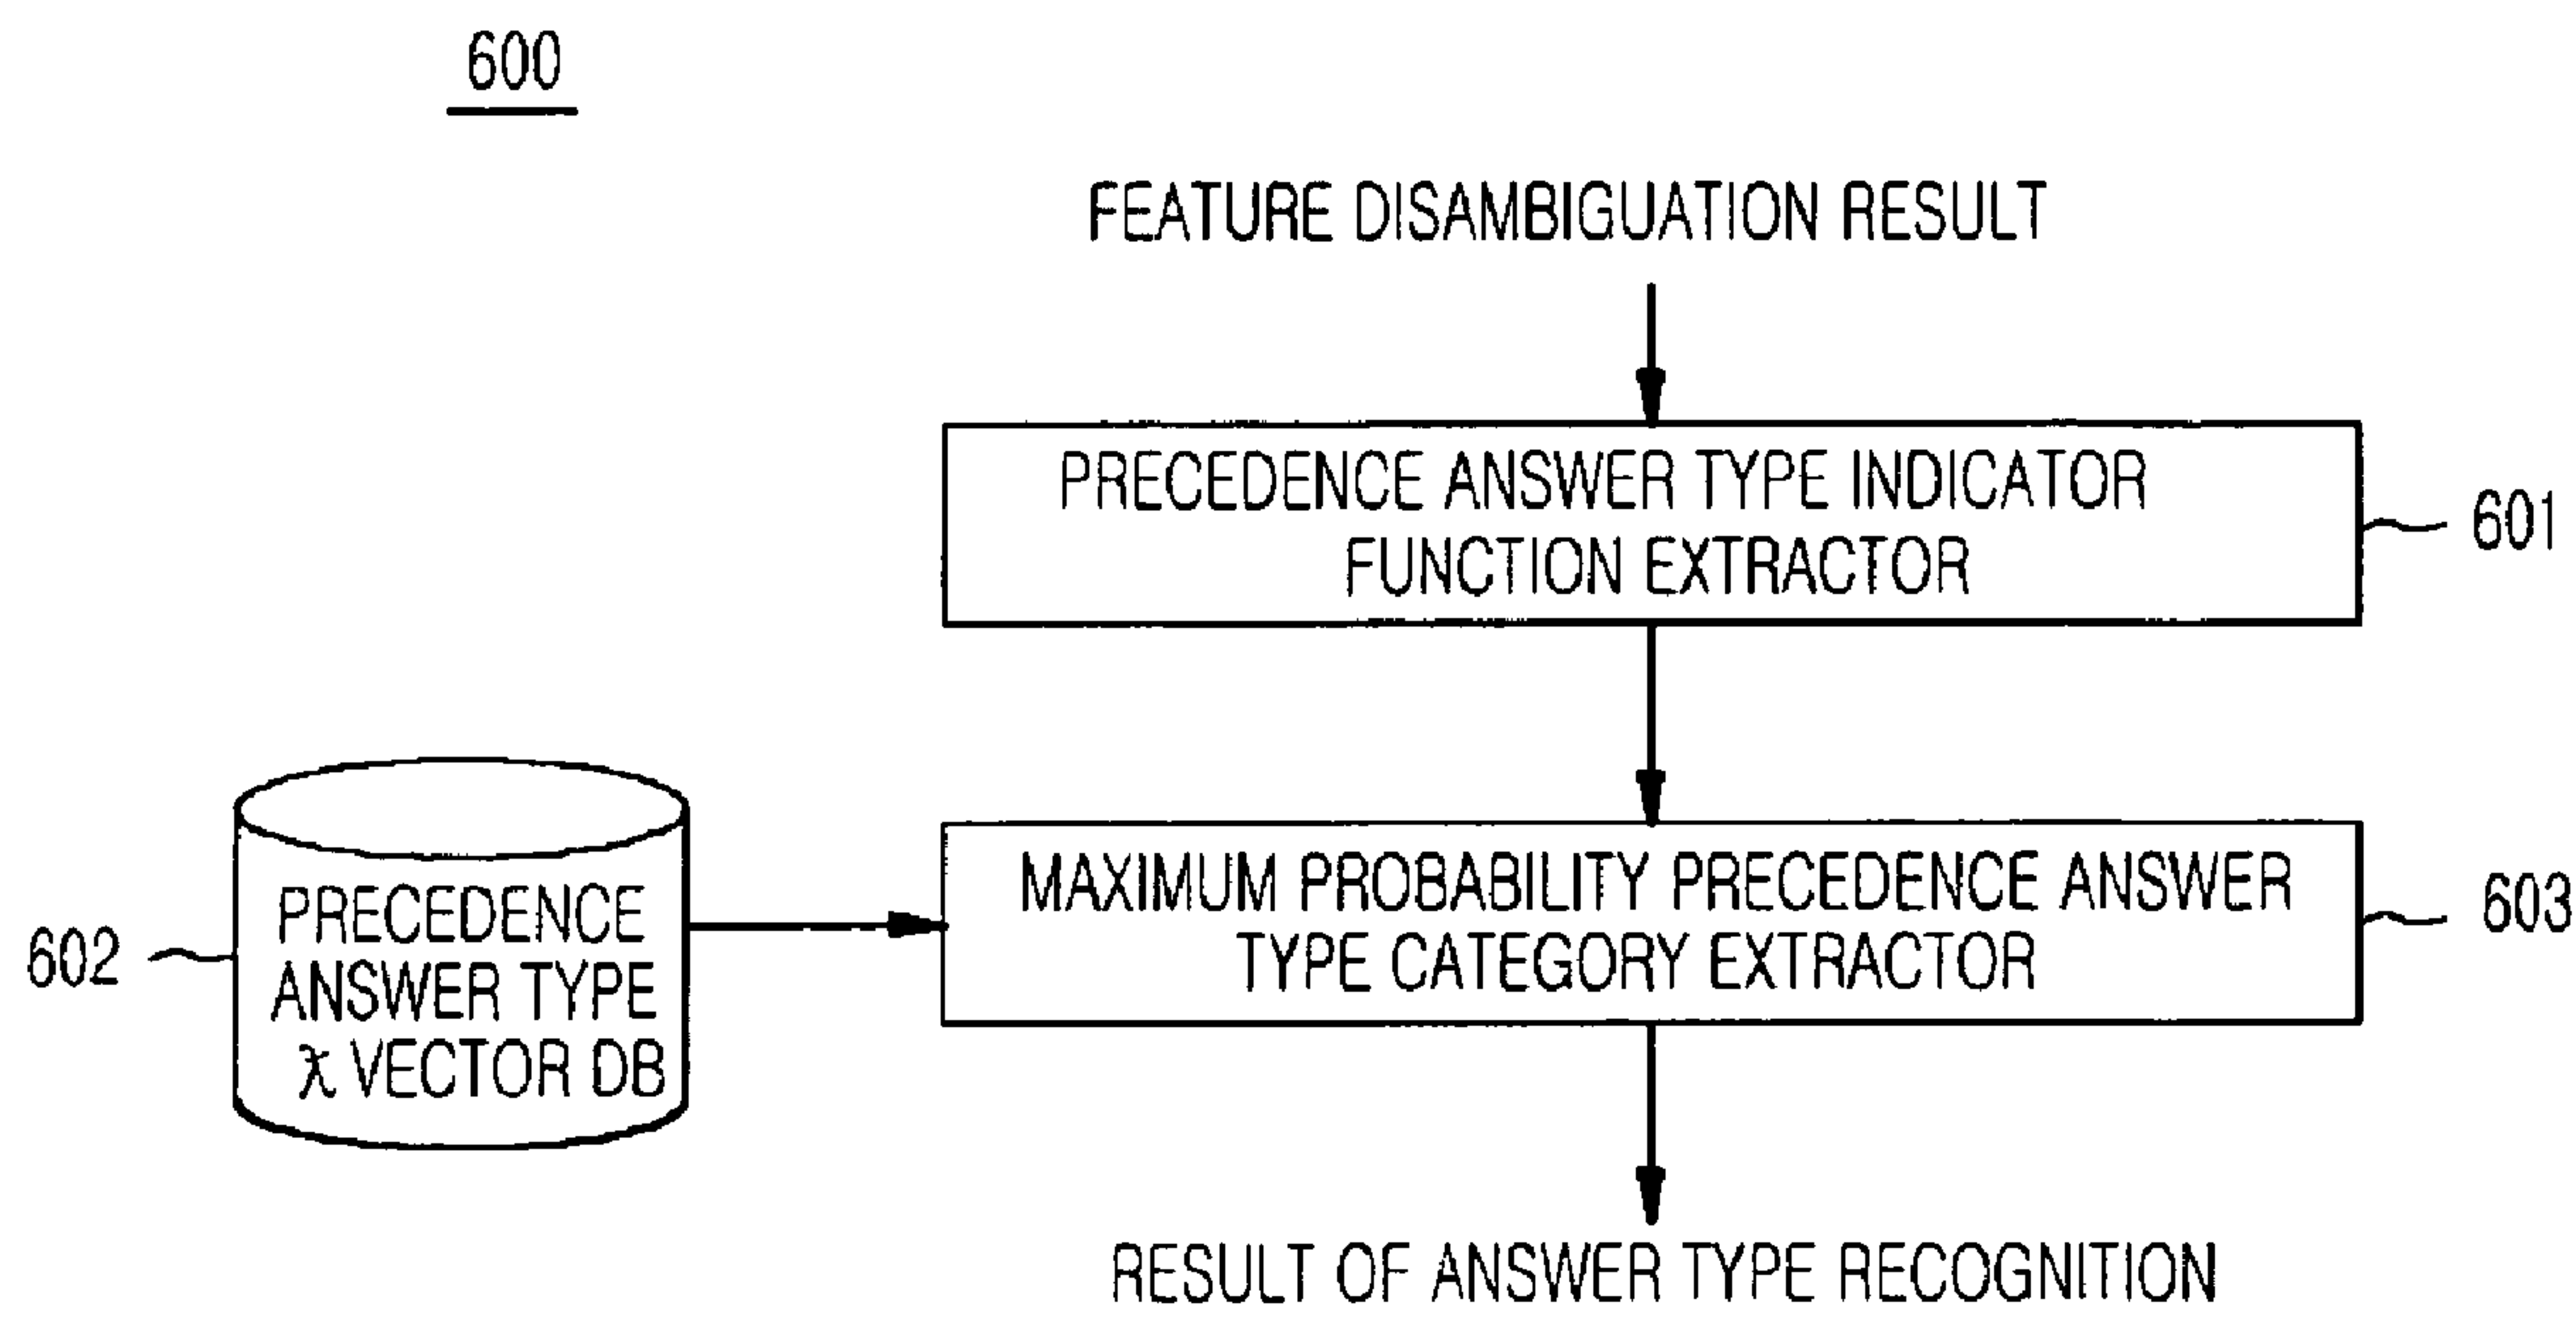 600
FEATURE DISAMBIGUATION RESULT
PRECEDENCE ANSWER TYPE INDICATOR
FUNCTION EXTRACTOR
601
MAXIMUM PROBABILITY PRECEDENCE ANSWER
TYPE CATEGORY EXTRACTOR
603
602
PRECEDENCE
ANSWER TYPE
λ VECTOR DB
RESULT OF ANSWER TYPE RECOGNITION